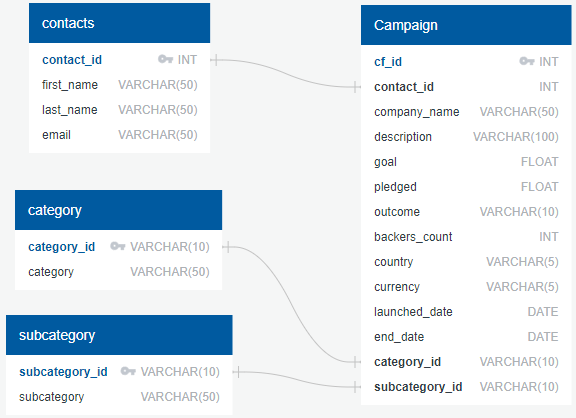 contacts
contact_id INT
first_name VARCHAR(50)
last_name VARCHAR(50)
email VARCHAR(50)
category
category_id VARCHAR(10)
category VARCHAR(50)
subcategory
subcategory_id VARCHAR(10)
subcategory VARCHAR(50)
Campaign
cf_id INT
contact_id INT
company_name VARCHAR(50)
description VARCHAR(100)
goal FLOAT
pledged FLOAT
outcome VARCHAR(10)
backers_count INT
country VARCHAR(5)
currency VARCHAR(5)
launched_date DATE
end_date DATE
category_id VARCHAR(10)
subcategory_id VARCHAR(10)